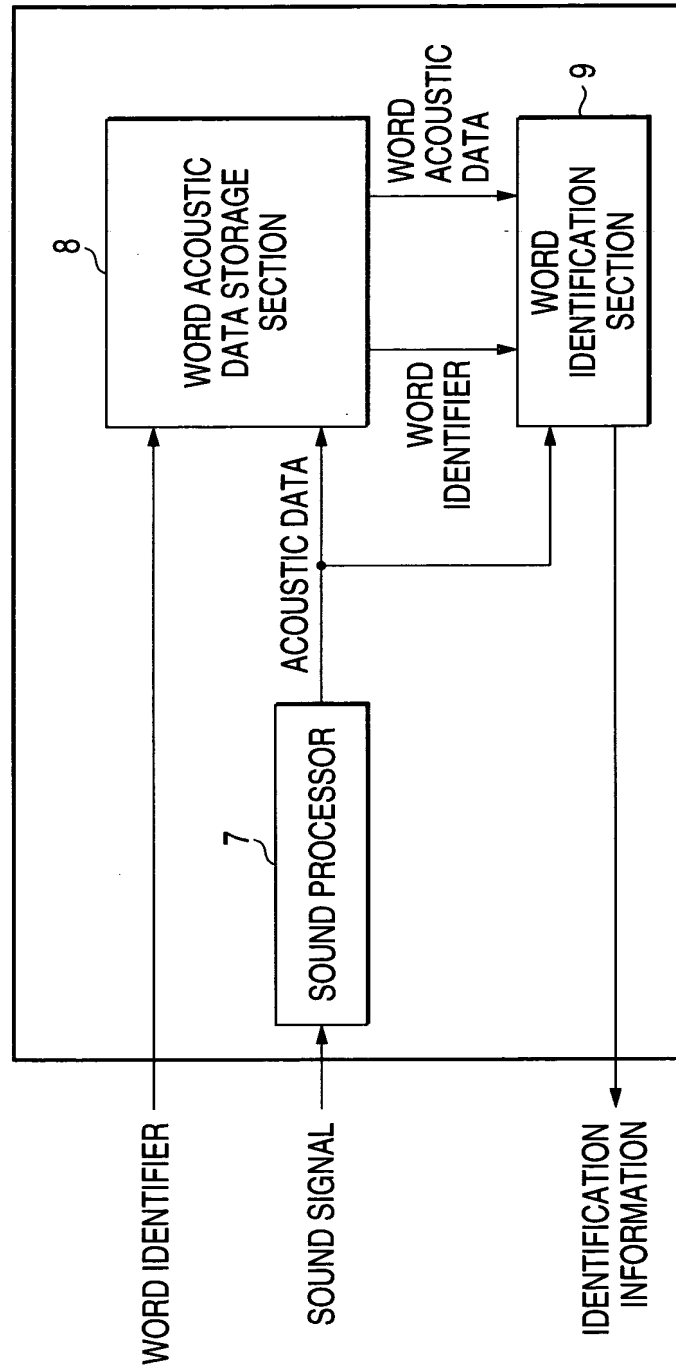 WORD IDENTIFIER
SOUND SIGNAL
IDENTIFICATION
INFORMATION
7
SOUND PROCESSOR
ACOUSTIC DATA
8
WORD ACOUSTIC
DATA STORAGE
SECTION
WORD
IDENTIFIER
WORD
ACOUSTIC
DATA
9
WORD
IDENTIFICATION
SECTION